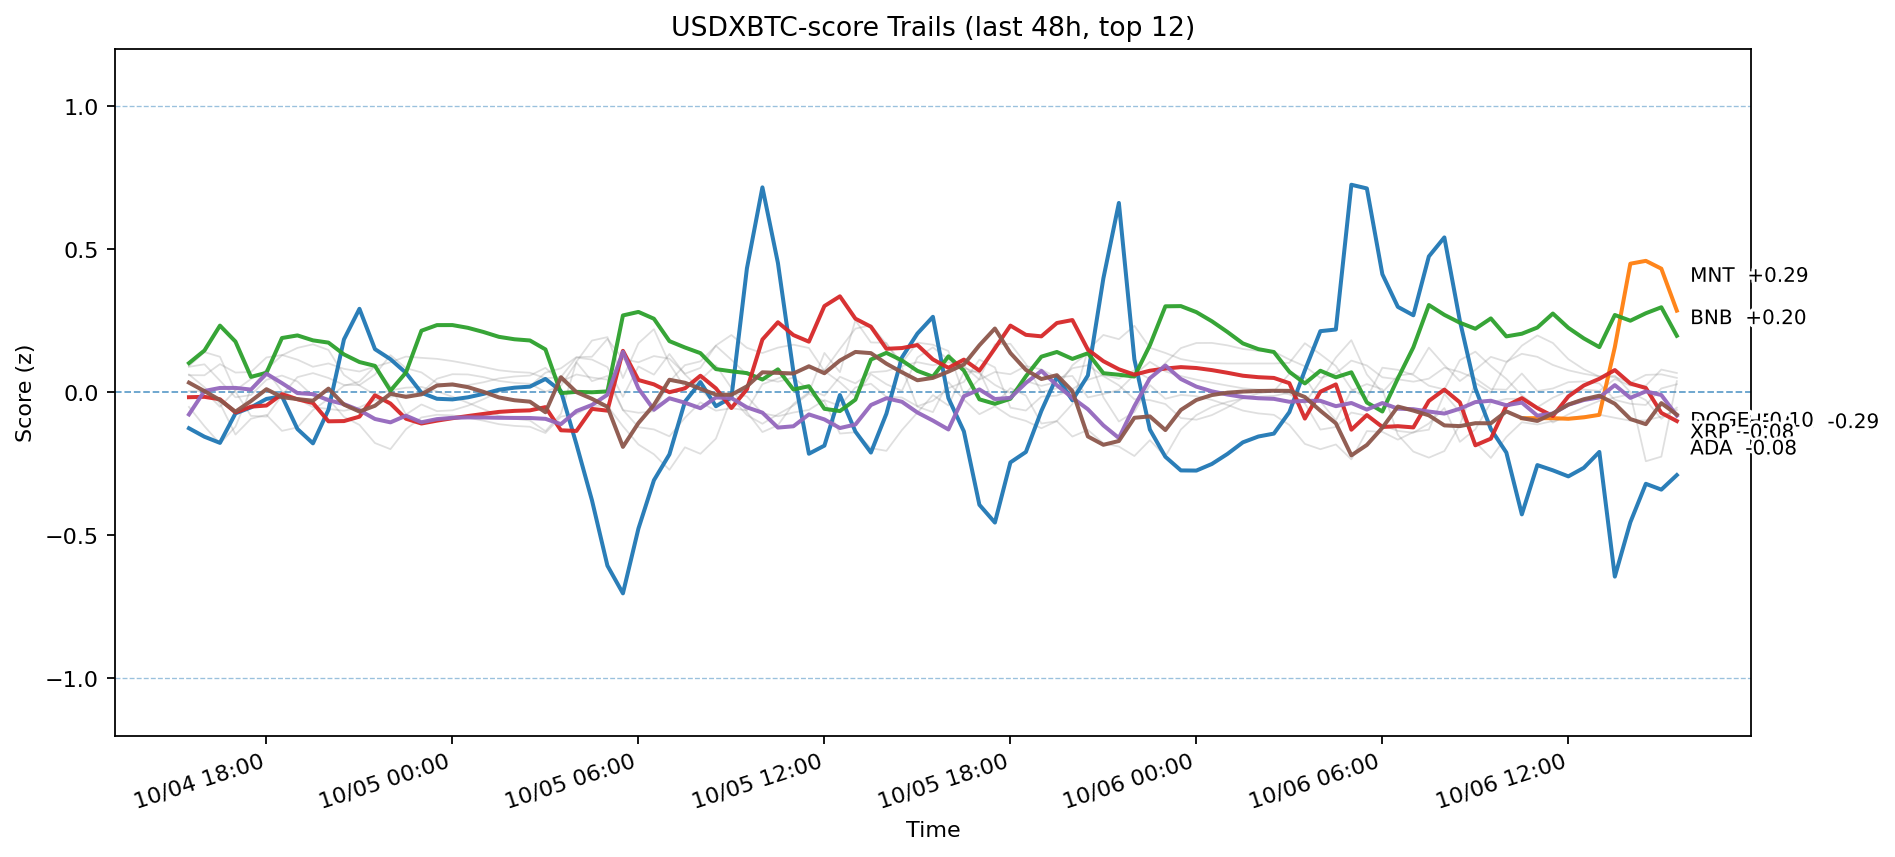 USDXBTC-score Trails (last 48h, top 12)
Score (z)
1.0
0.5
0.0
−0.5
−1.0
MNT +0.29
BNB +0.20
DOGE -0.10
-0.29
XRP -0.08
ADA -0.08
10/04 18:00
10/05 00:00
10/05 06:00
10/05 12:00
10/05 18:00
10/06 00:00
10/06 06:00
10/06 12:00
Time